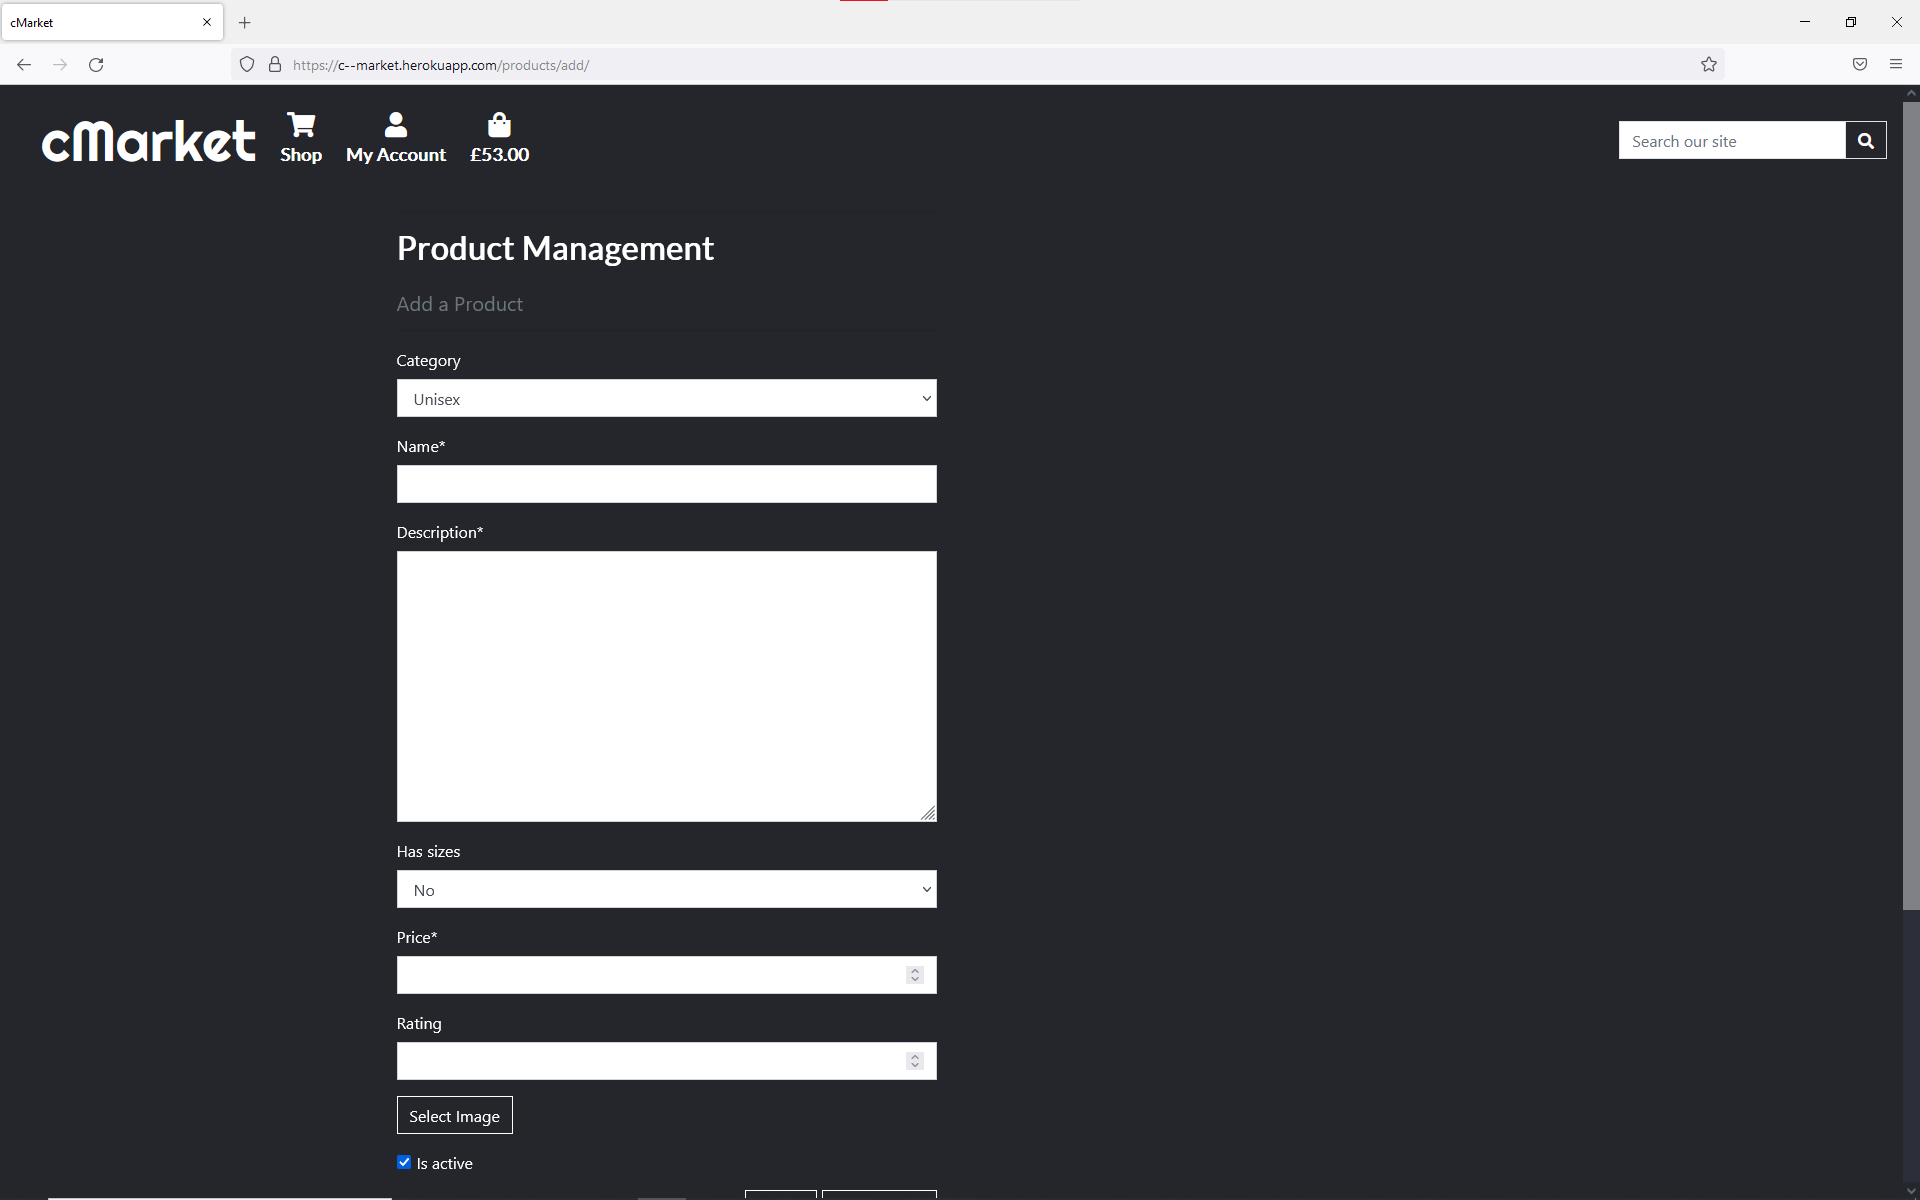 cMarket
https://c--market.herokuapp.com/products/add/
cMarket
Shop
My Account
£53.00
Search our site
Product Management
Add a Product
Category
Unisex
Name*
Description*
Has sizes
No
Price*
Rating
Select Image
Is active